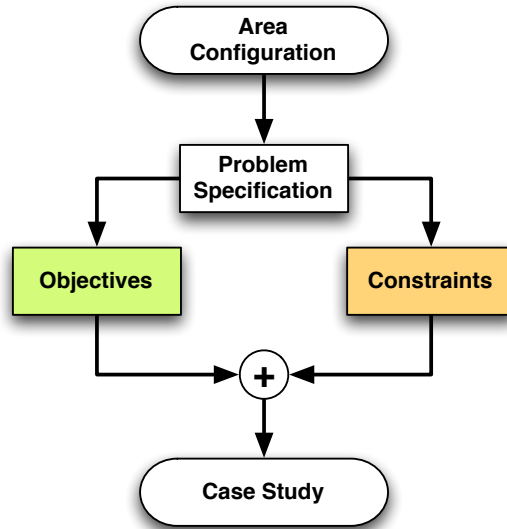 Area
Configuration
Problem
Specification
Objectives
Constraints
+
Case Study